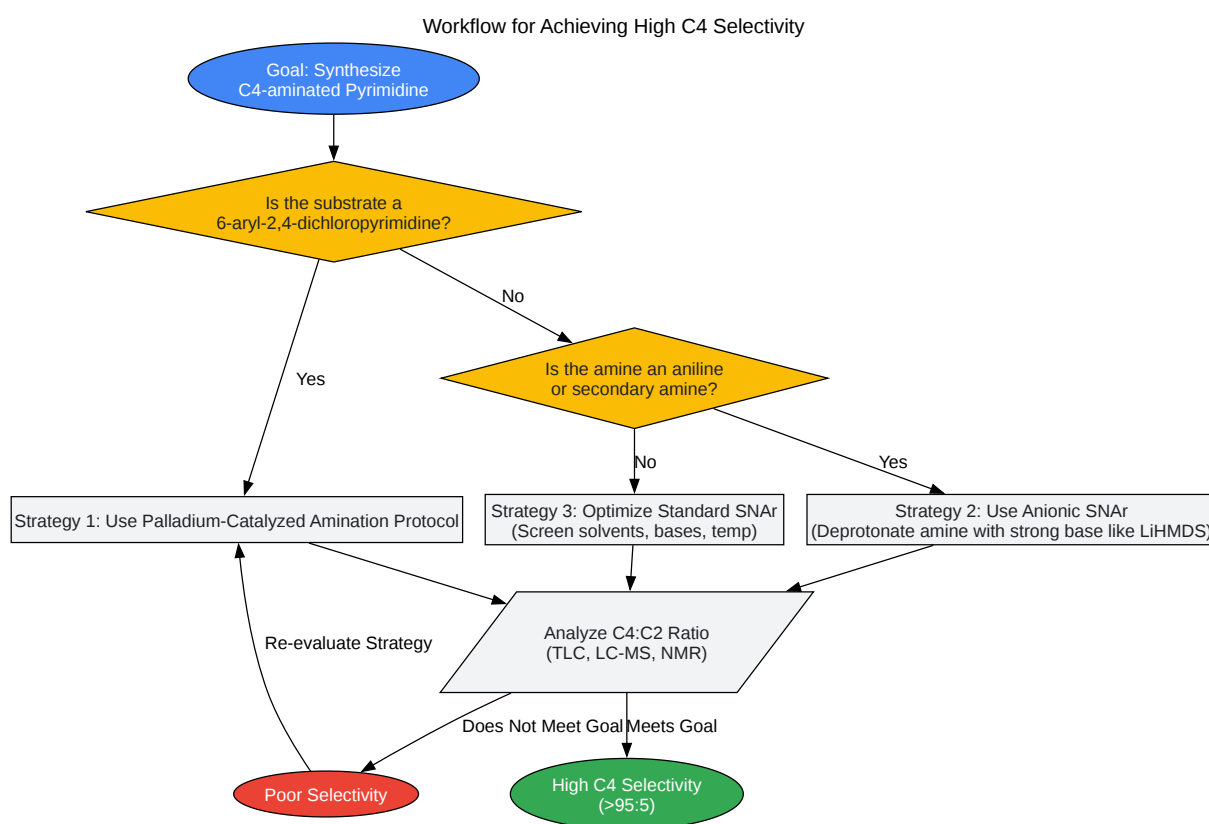 Workflow for Achieving High C4 Selectivity
Goal: Synthesize
C4-aminated Pyrimidine
Is the substrate a
6-aryl-2,4-dichloropyrimidine?
No
Yes
Is the amine an aniline
or secondary amine?
No
Yes
Strategy 1: Use Palladium-Catalyzed Amination Protocol
Strategy 3: Optimize Standard SNAr
(Screen solvents, bases, temp)
Strategy 2: Use Anionic SNAr
(Deprotonate amine with strong base like LiHMDS)
Analyze C4:C2 Ratio
(TLC, LC-MS, NMR)
Re-evaluate Strategy
Does Not Meet Goal
Meets Goal
Poor Selectivity
High C4 Selectivity
(>95:5)